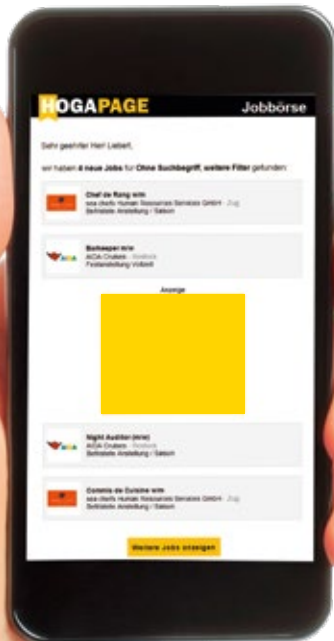 HOGAPAGE Jobbörse
Sehr geehrter Herr Liebert,
wir haben 4 neue Jobs für Ohne Suchbegriff, weitere Filter gefunden:
Chef de Rang w/m
sea chefs Human Resources Services GmbH - Zug
Befristete Anstellung / Saison
Barkeeper m/w
AIDA Cruises - Rostock
Festanstellung Vollzeit
Anzeige
Night Auditor (m/w)
AIDA Cruises - Rostock
Befristete Anstellung / Saison
Commis de Cuisine w/m
sea chefs Human Resources Services GmbH - Zug
Befristete Anstellung / Saison
Weitere Jobs anzeigen